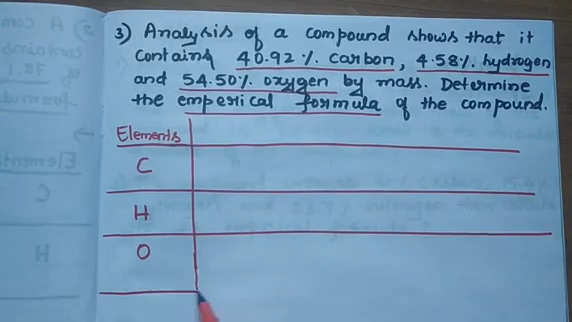 3) Analysis of a compound shows that it
contains 40.92%. carbon, 4.58%. hydrogen
and 54.50%. oxygen by mass. Determine
the emperical formula of the compound.
Elements
C
H
O